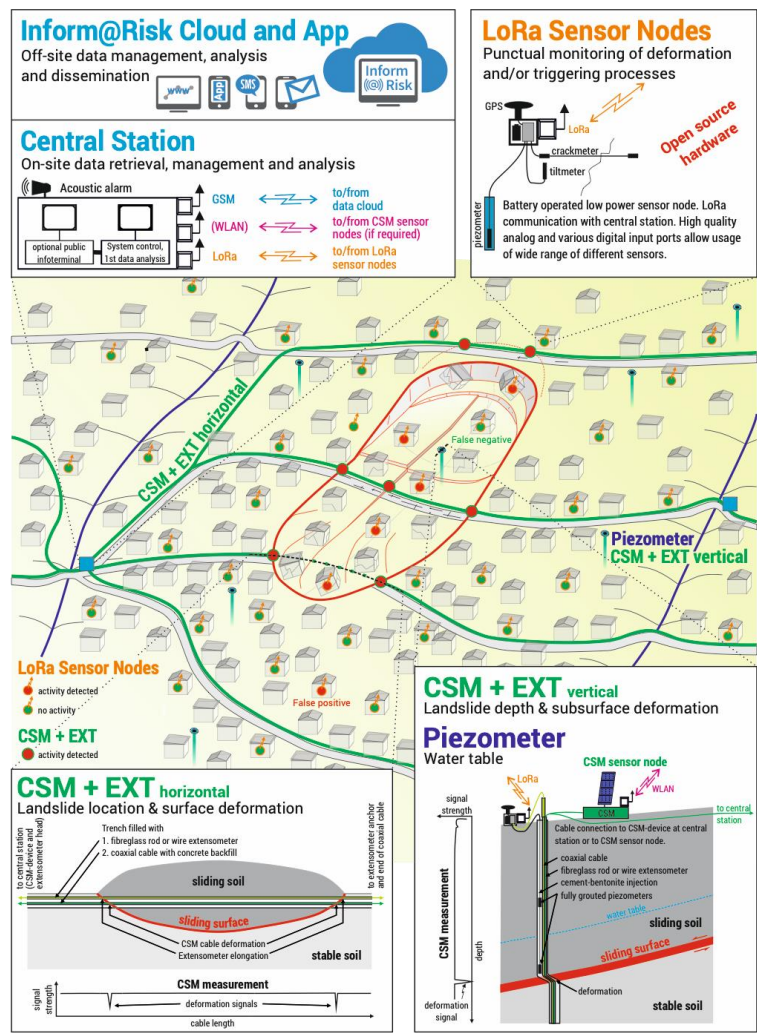 Inform@Risk Cloud and App
Off-site data management, analysis
and dissemination
www
APP
SMS
Inform
(@) Risk
Central Station
On-site data retrieval, management and analysis
Acoustic alarm
optional public
infoterminal
System control,
1st data analysis
GSM
to/from
data cloud
(WLAN)
to/from CSM sensor
nodes (if required)
LoRa
to/from LoRa
sensor nodes
LoRa Sensor Nodes
Punctual monitoring of deformation
and/or triggering processes
GPS
LoRa
Open source
hardware
crackmeter
tiltmeter
piezometer
Battery operated low power sensor node. LoRa
communication with central station. High quality
analog and various digital input ports allow usage
of wide range of different sensors.
CSM + EXT horizontal
False negative
Piezometer
CSM + EXT vertical
False positive
LoRa Sensor Nodes
activity detected
no activity
CSM + EXT
activity detected
CSM + EXT horizontal
Landslide location & surface deformation
to central station
(CSM-device and
extensometer head)
Trench filled with
1. fibreglass rod or wire extensometer
2. coaxial cable with concrete backfill
to extensometer anchor
and end of coaxial cable
sliding soil
sliding surface
CSM cable deformation
Extensometer elongation
stable soil
CSM measurement
signal
strength
deformation signals
cable length
CSM + EXT vertical
Landslide depth & subsurface deformation
Piezometer
Water table
CSM sensor node
LoRa
WLAN
signal
strength
CSM
to central
station
Cable connection to CSM-device at central
station or to CSM sensor node.
coaxial cable
fibreglass rod or wire extensometer
cement-bentonite injection
fully grouted piezometers
CSM measurement
depth
water table
sliding soil
sliding surface
deformation
deformation
signal
stable soil